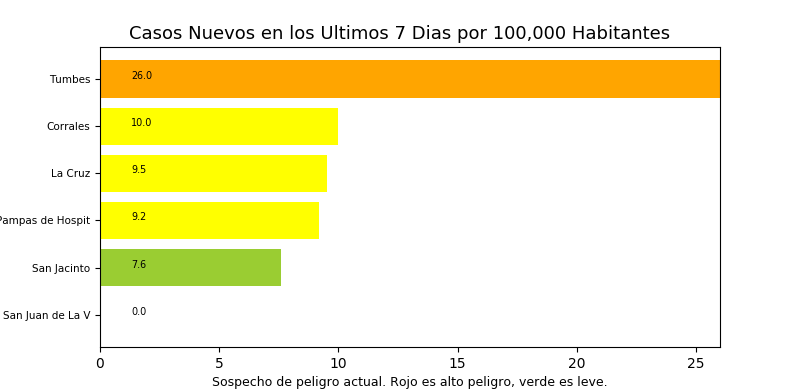 Casos Nuevos en los Ultimos 7 Dias por 100,000 Habitantes
Tumbes 26.0
Corrales 10.0
La Cruz 9.5
Pampas de Hospit 9.2
San Jacinto 7.6
San Juan de La V 0.0
0 5 10 15 20 25
Sospecho de peligro actual. Rojo es alto peligro, verde es leve.